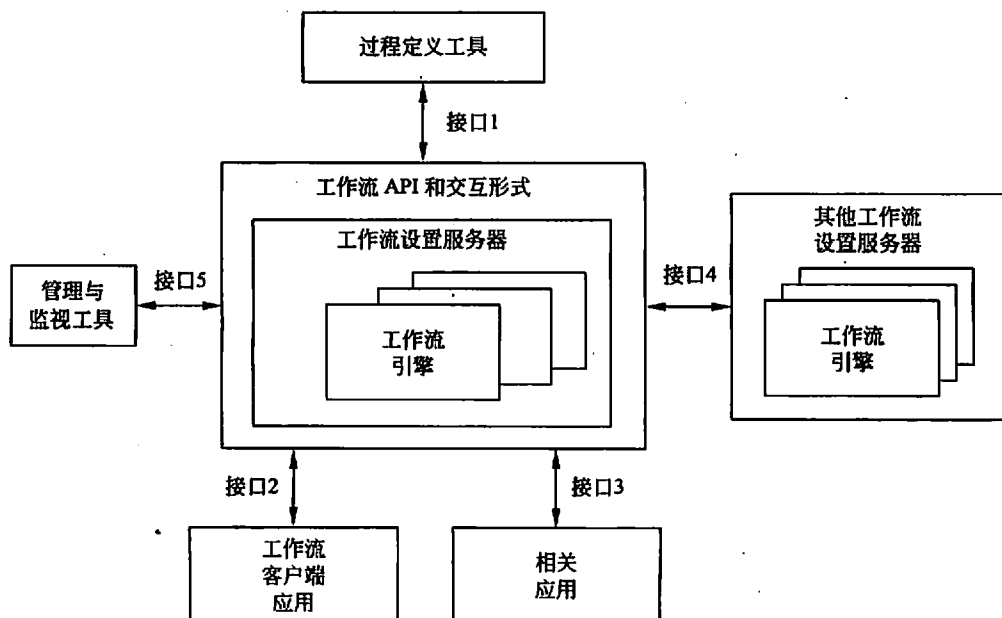 过程定义工具
接口1
工作流 API 和交互形式
工作流设置服务器
工作流
引擎
其他工作流
设置服务器
工作流
引擎
接口4
接口5
管理与
监视工具
接口2
接口3
工作流
客户端
应用
相关
应用